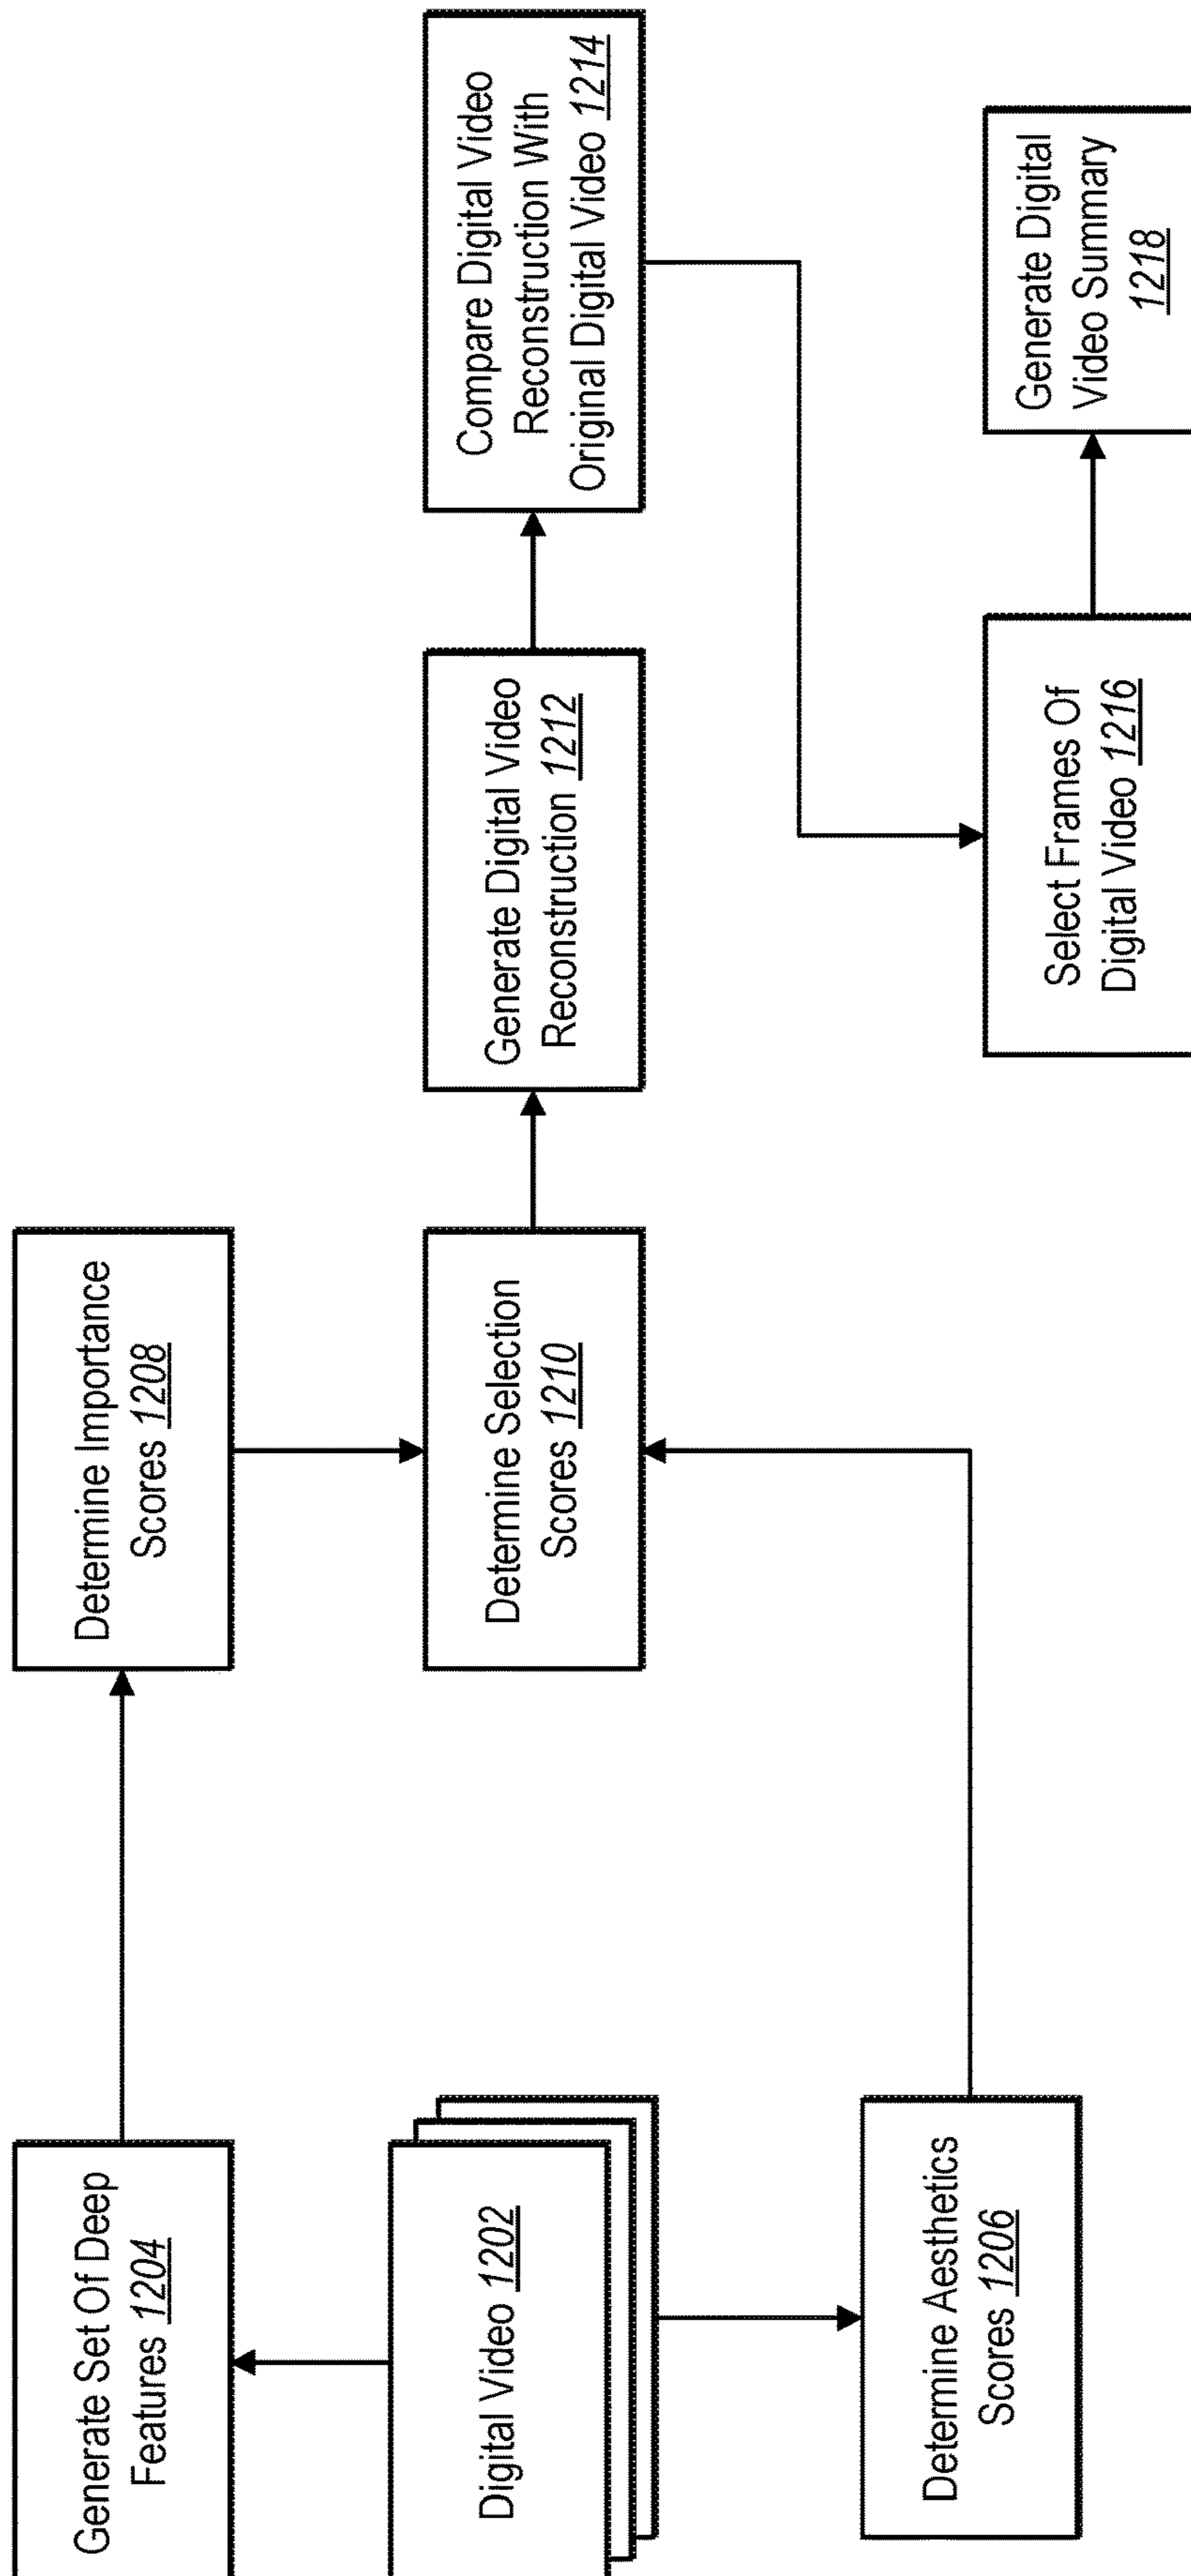 Generate Set Of Deep
Features 1204
Determine Importance
Scores 1208
Digital Video 1202
Determine Selection
Scores 1210
Generate Digital Video
Reconstruction 1212
Compare Digital Video
Reconstruction With
Original Digital Video 1214
Determine Aesthetics
Scores 1206
Select Frames Of
Digital Video 1216
Generate Digital
Video Summary
1218